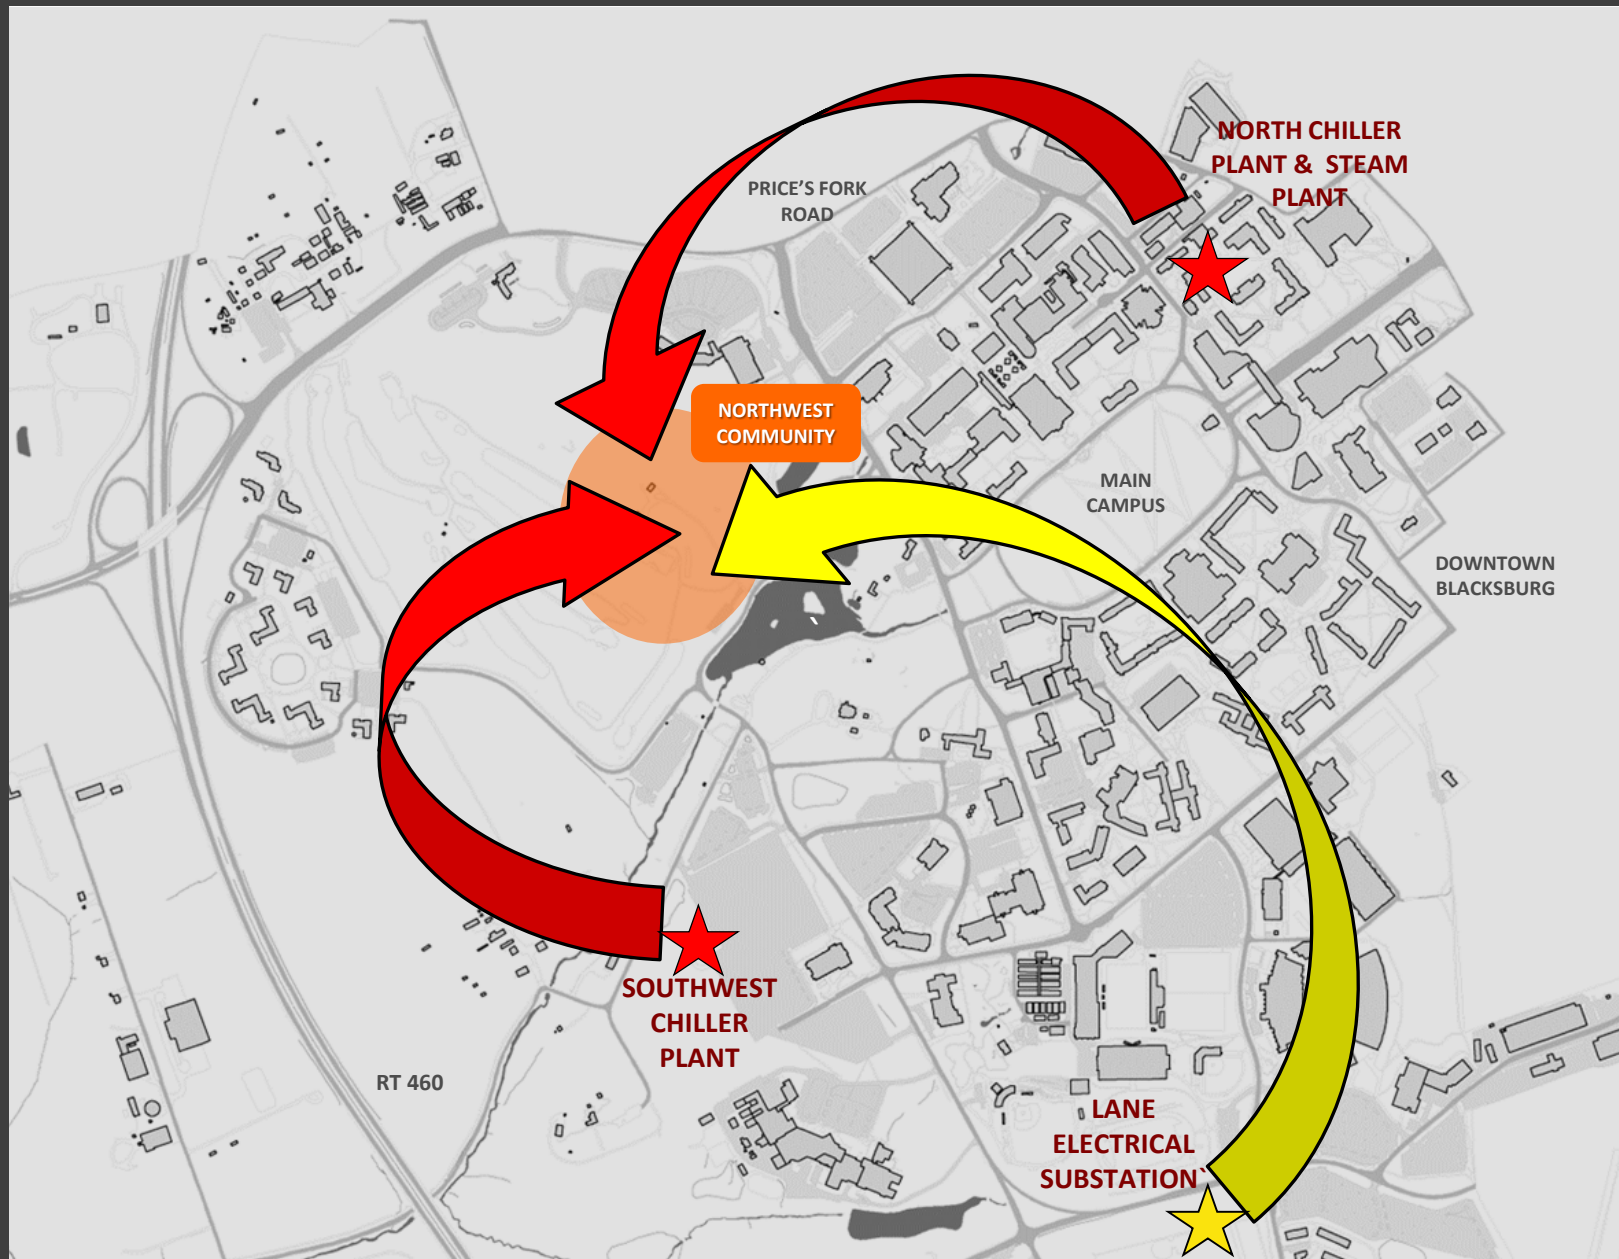 NORTH CHILLER
PLANT & STEAM
PLANT
PRICE'S FORK
ROAD
NORTHWEST
COMMUNITY
MAIN
CAMPUS
DOWNTOWN
BLACKSBURG
SOUTHWEST
CHILLER
PLANT
RT 460
LANE
ELECTRICAL
SUBSTATION`